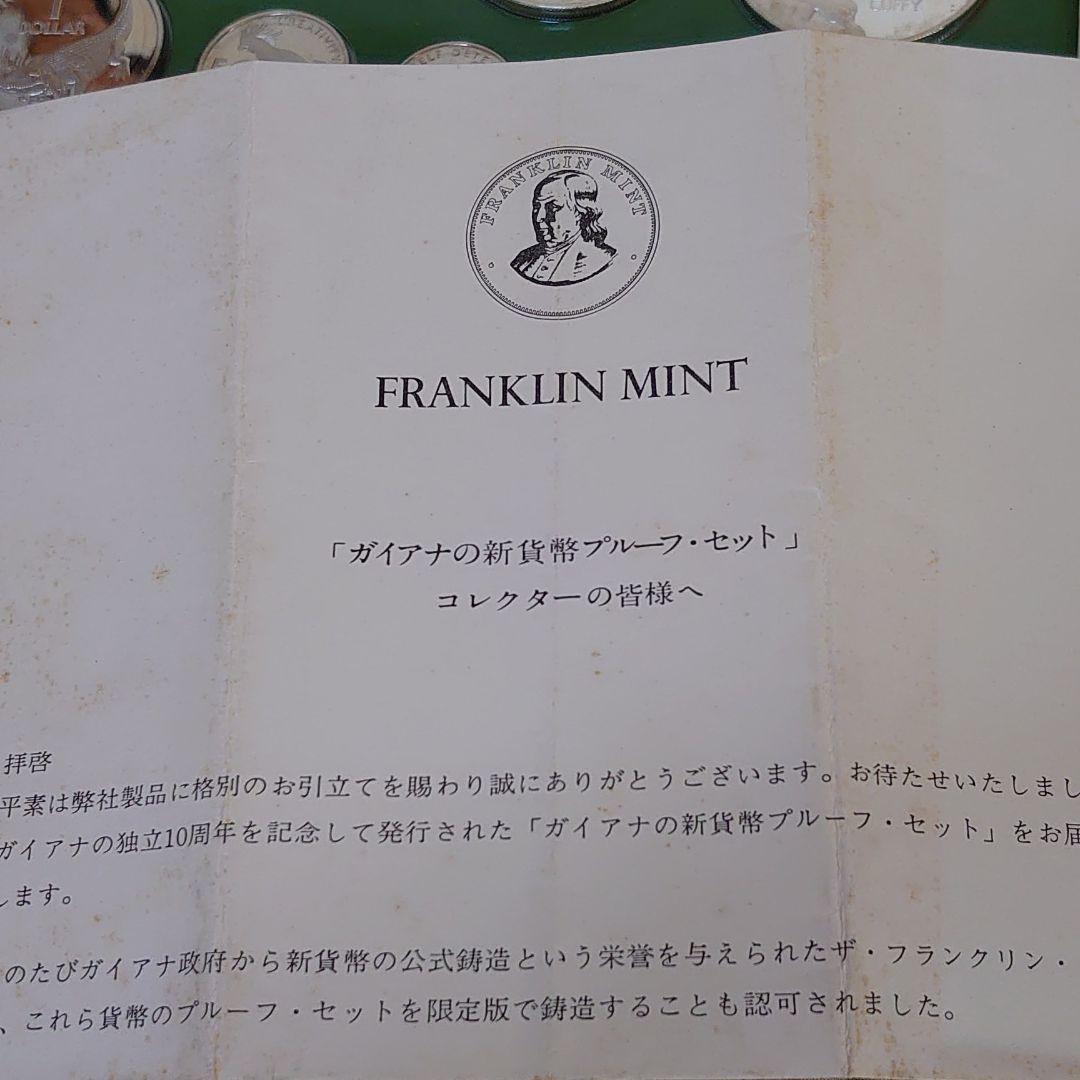 DOLLAR
CUFFY
FRANKLIN MINT
FRANKLIN MINT
「ガイアナの新貨幣プルーフ・セット」
コレクターの皆様へ
拝啓
平素は弊社製品に格別のお引立てを賜わり誠にありがとうございます。お待たせいたしまし
ガイアナの独立10周年を記念して発行された「ガイアナの新貨幣プルーフ・セット」をお届
します。
のたびガイアナ政府から新貨幣の公式鋳造という栄誉を与えられたザ・フランクリン・
、これら貨幣のプルーフ・セットを限定版で鋳造することも認可されました。